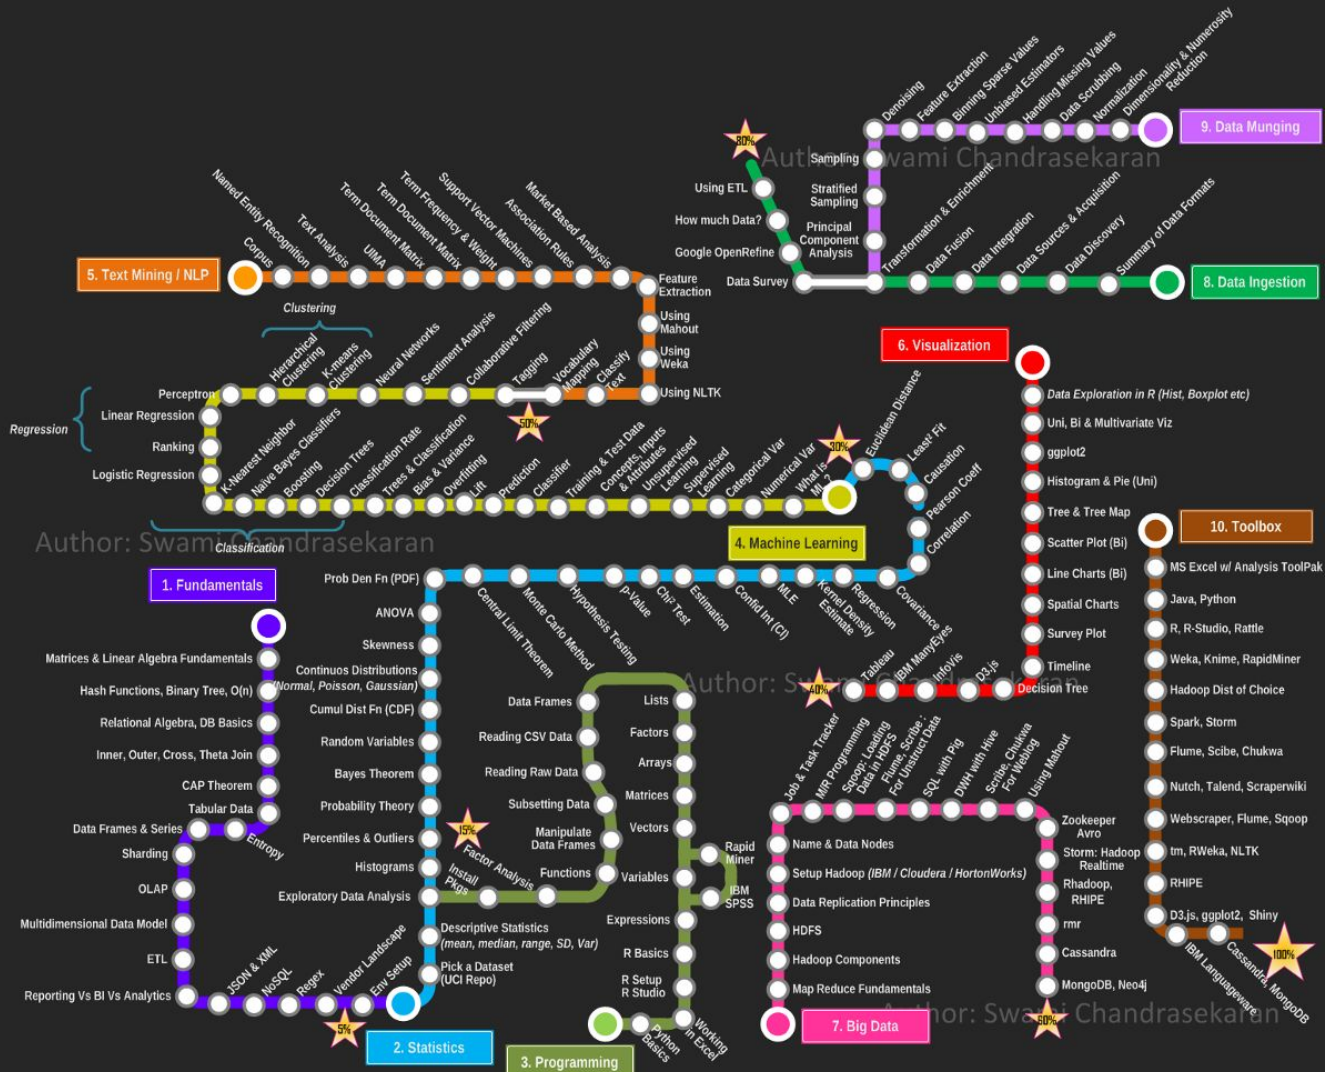 Dimensionality & Numerosity
Reduction
Normalization
Data Scrubbing
Handling Missing Values
Unbiased Estimators
Binning Sparse Values
Feature Extraction
Denoising
9. Data Munging
80%
Author: Swami Chandrasekaran
Sampling
Stratified
Sampling
Principal
Component
Analysis
Using ETL
How much Data?
Google OpenRefine
Data Survey
Transformation & Enrichment
Data Fusion
Data Integration
Data Sources & Acquisition
Data Discovery
Summary of Data Formats
8. Data Ingestion
5. Text Mining / NLP
Corpus
Named Entity Recognition
Text Analysis
UIMA
Term Document Matrix
Term Document Matrix
Term Frequency & Weight
Support Vector Machines
Association Rules
Market Based Analysis
Feature
Extraction
Using
Mahout
Using
Weka
Using NLTK
Classify
Text
Vocabulary
Mapping
Tagging
50%
Collaborative Filtering
Sentiment Analysis
Neural Networks
K-means
Clustering
Hierarchical
Clustering
Clustering
Perceptron
Linear Regression
Ranking
Logistic Regression
Regression
K-Nearest Neighbor
Naive Bayes Classifiers
Boosting
Decision Trees
Classification Rate
Trees & Classification
Bias & Variance
Overfitting
Lift
Prediction
Classifier
Training & Test Data
Concepts, Inputs
& Attributes
Unsupervised
Learning
Supervised
Learning
Categorical Var
Numerical Var
What is
ML ?
30%
Classification
Author: Swami Chandrasekaran
4. Machine Learning
Euclidean Distance
Least² Fit
Causation
Pearson Coeff
Correlation
Covariance
Regression
Kernel Density
Estimate
MLE
Confid Int (CI)
Estimation
Chi² Test
p-Value
Hypothesis Testing
Monte Carlo Method
Central Limit Theorem
Prob Den Fn (PDF)
ANOVA
Skewness
Continuos Distributions
(Normal, Poisson, Gaussian)
Cumul Dist Fn (CDF)
Random Variables
Bayes Theorem
Probability Theory
Percentiles & Outliers
Histograms
Exploratory Data Analysis
Descriptive Statistics
(mean, median, range, SD, Var)
Pick a Dataset
(UCI Repo)
2. Statistics
1. Fundamentals
Matrices & Linear Algebra Fundamentals
Hash Functions, Binary Tree, O(n)
Relational Algebra, DB Basics
Inner, Outer, Cross, Theta Join
CAP Theorem
Tabular Data
Entropy
Data Frames & Series
Sharding
OLAP
Multidimensional Data Model
ETL
Reporting Vs BI Vs Analytics
JSON & XML
NoSQL
Regex
Vendor Landscape
Env Setup
5%
15%
Install
Pkgs
Factor Analysis
Functions
Manipulate
Data Frames
Subsetting Data
Reading Raw Data
Reading CSV Data
Data Frames
Lists
Factors
Arrays
Matrices
Vectors
Variables
Rapid
Miner
IBM
SPSS
Expressions
R Basics
R Setup
R Studio
Working
in Excel
Python
Basics
3. Programming
6. Visualization
Data Exploration in R (Hist, Boxplot etc)
Uni, Bi & Multivariate Viz
ggplot2
Histogram & Pie (Uni)
Tree & Tree Map
Scatter Plot (Bi)
Line Charts (Bi)
Spatial Charts
Survey Plot
Timeline
Decision Tree
D3.js
InfoVis
IBM ManyEyes
Tableau
40%
Author: Swami Chandrasekaran
Job & Task Tracker
M/R Programming
Sqoop: Loading
Data in HDFS
Flume, Scribe :
For Unstruct Data
SQL with Pig
DWH with Hive
Scribe, Chukwa
For Weblog
Using Mahout
Name & Data Nodes
Setup Hadoop (IBM / Cloudera / HortonWorks)
Data Replication Principles
HDFS
Hadoop Components
Map Reduce Fundamentals
7. Big Data
Zookeeper
Avro
Storm: Hadoop
Realtime
Rhadoop,
RHIPE
rmr
Cassandra
MongoDB, Neo4j
60%
Author: Swami Chandrasekaran
10. Toolbox
MS Excel w/ Analysis ToolPak
Java, Python
R, R-Studio, Rattle
Weka, Knime, RapidMiner
Hadoop Dist of Choice
Spark, Storm
Flume, Scibe, Chukwa
Nutch, Talend, Scraperwiki
Webscraper, Flume, Sqoop
tm, RWeka, NLTK
RHIPE
D3.js, ggplot2, Shiny
IBM Languageware
Cassandra, MongoDB
100%